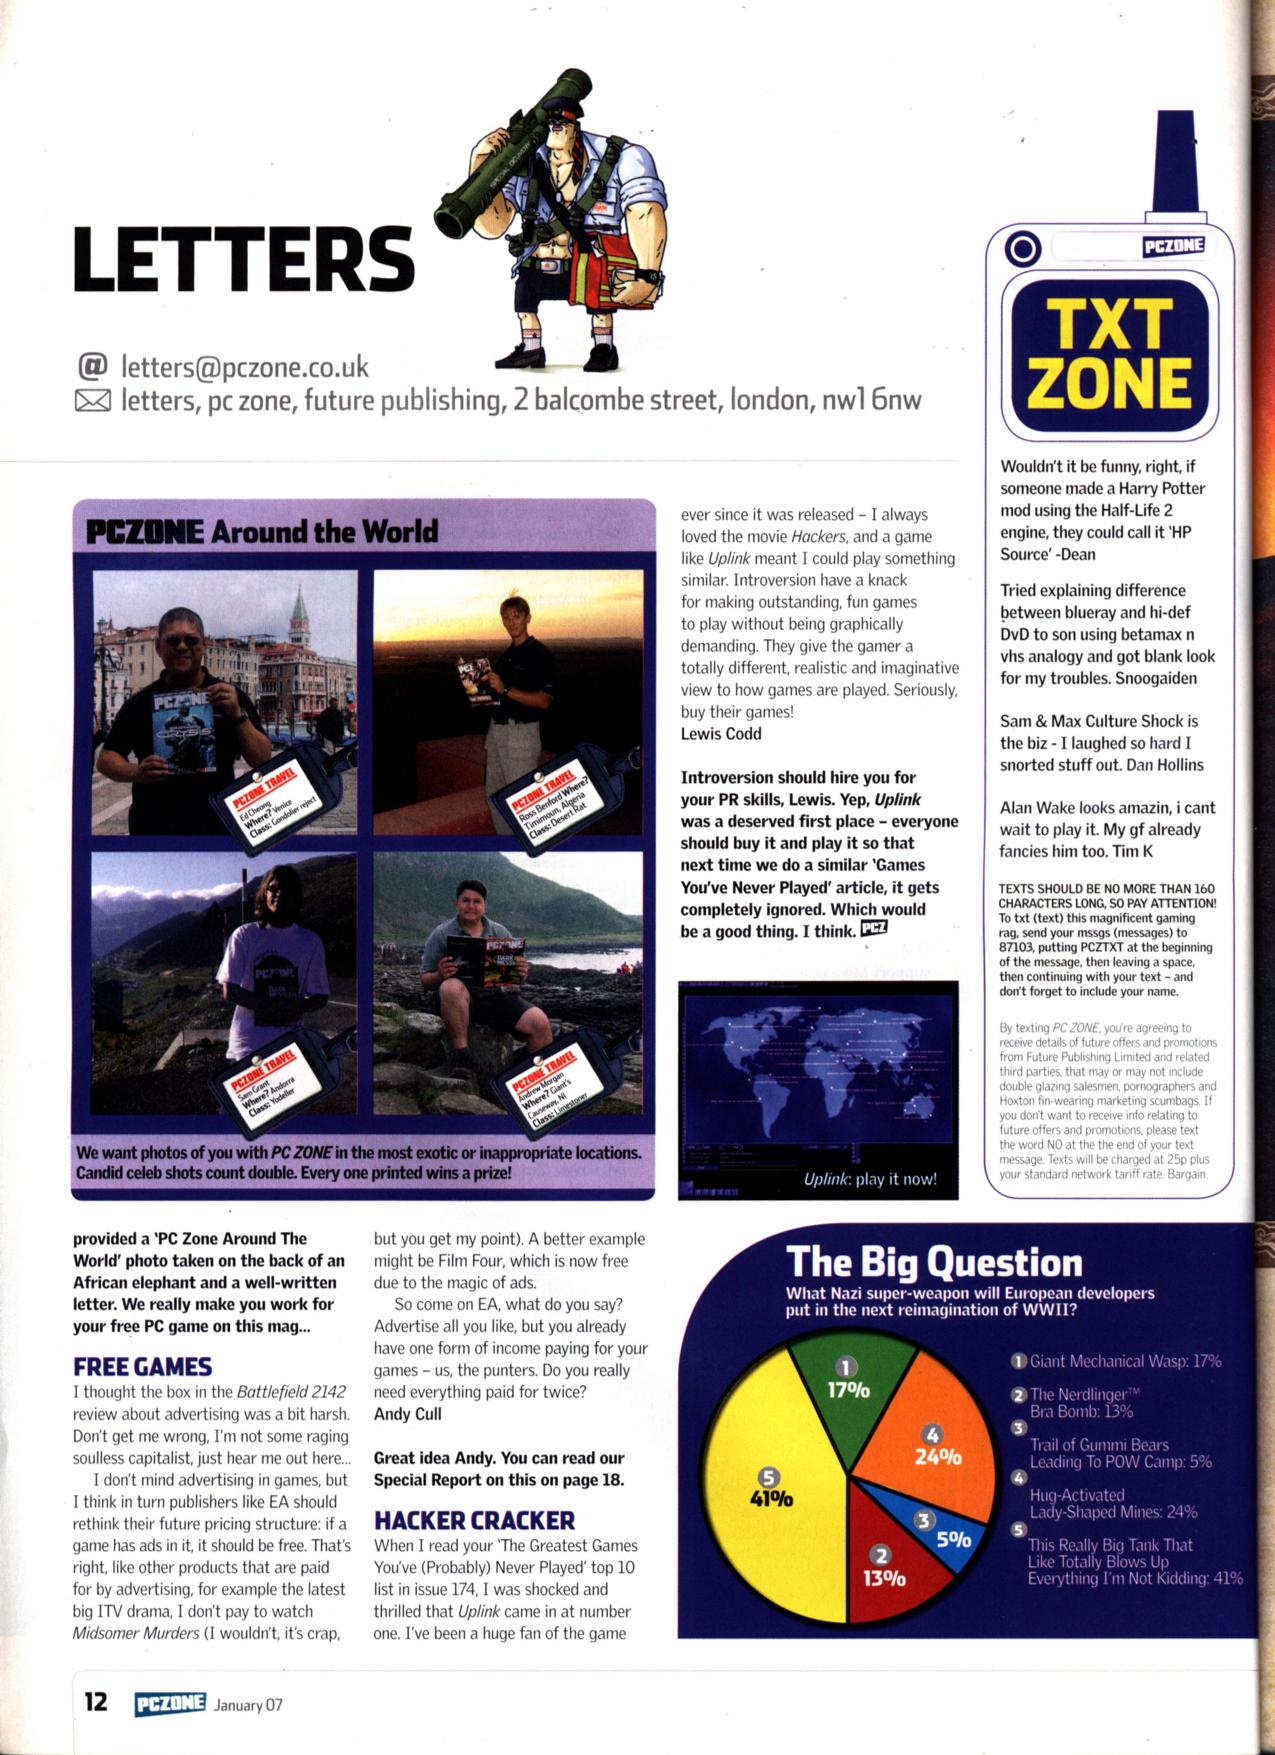 LETTERS
SPECIAL DELIVERY
@ letters@pczone.co.uk
letters, pc zone, future publishing, 2 balcombe street, london, nw1 6nw
PCZONE Around the World
PCZONE TRAVEL
Ed Cheong
Where? Venice
Class: Gondolier reject
PCZONE TRAVEL
Ross Benford Where?
Timimoun, Algeria
Class: Desert Rat
PCZONE TRAVEL
Sam Grant
Where? Andorra
Class: Yodeller
PCZONE TRAVEL
Andrew Morgan
Where? Giant's
Causeway, NI
Class: Limestoner
We want photos of you with PC ZONE in the most exotic or inappropriate locations.
Candid celeb shots count double. Every one printed wins a prize!
provided a 'PC Zone Around The
World' photo taken on the back of an
African elephant and a well-written
letter. We really make you work for
your free PC game on this mag...
FREE GAMES
I thought the box in the Battlefield 2142
review about advertising was a bit harsh.
Don't get me wrong, I'm not some raging
soulless capitalist, just hear me out here...
I don't mind advertising in games, but
I think in turn publishers like EA should
rethink their future pricing structure: if a
game has ads in it, it should be free. That's
right, like other products that are paid
for by advertising, for example the latest
big ITV drama, I don't pay to watch
Midsomer Murders (I wouldn't, it's crap,
but you get my point). A better example
might be Film Four, which is now free
due to the magic of ads.
So come on EA, what do you say?
Advertise all you like, but you already
have one form of income paying for your
games – us, the punters. Do you really
need everything paid for twice?
Andy Cull
Great idea Andy. You can read our
Special Report on this on page 18.
HACKER CRACKER
When I read your 'The Greatest Games
You've (Probably) Never Played' top 10
list in issue 174, I was shocked and
thrilled that Uplink came in at number
one. I've been a huge fan of the game
ever since it was released – I always
loved the movie Hackers, and a game
like Uplink meant I could play something
similar. Introversion have a knack
for making outstanding, fun games
to play without being graphically
demanding. They give the gamer a
totally different, realistic and imaginative
view to how games are played. Seriously,
buy their games!
Lewis Codd
Introversion should hire you for
your PR skills, Lewis. Yep, Uplink
was a deserved first place – everyone
should buy it and play it so that
next time we do a similar 'Games
You've Never Played' article, it gets
completely ignored. Which would
be a good thing. I think. PCZ
Uplink: play it now!
PCZONE
TXT
ZONE
Wouldn't it be funny, right, if
someone made a Harry Potter
mod using the Half-Life 2
engine, they could call it 'HP
Source' -Dean
Tried explaining difference
between blueray and hi-def
DvD to son using betamax n
vhs analogy and got blank look
for my troubles. Snoogaiden
Sam & Max Culture Shock is
the biz - I laughed so hard I
snorted stuff out. Dan Hollins
Alan Wake looks amazin, i cant
wait to play it. My gf already
fancies him too. Tim K
TEXTS SHOULD BE NO MORE THAN 160
CHARACTERS LONG, SO PAY ATTENTION!
To txt (text) this magnificent gaming
rag, send your mssgs (messages) to
87103, putting PCZTXT at the beginning
of the message, then leaving a space,
then continuing with your text – and
don't forget to include your name.
By texting PC ZONE, you're agreeing to
receive details of future offers and promotions
from Future Publishing Limited and related
third parties, that may or may not include
double glazing salesmen, pornographers and
Hoxton fin-wearing marketing scumbags. If
you don't want to receive info relating to
future offers and promotions, please text
the word NO at the the end of your text
message. Texts will be charged at 25p plus
your standard network tariff rate. Bargain.
The Big Question
What Nazi super-weapon will European developers
put in the next reimagination of WWII?
1
17%
4
24%
5
41%
3
5%
2
13%
1 Giant Mechanical Wasp: 17%
2 The Nerdlinger™
Bra Bomb: 13%
3
Trail of Gummi Bears
Leading To POW Camp: 5%
4
Hug-Activated
Lady-Shaped Mines: 24%
5
This Really Big Tank That
Like Totally Blows Up
Everything I'm Not Kidding: 41%
12 PCZONE January 07